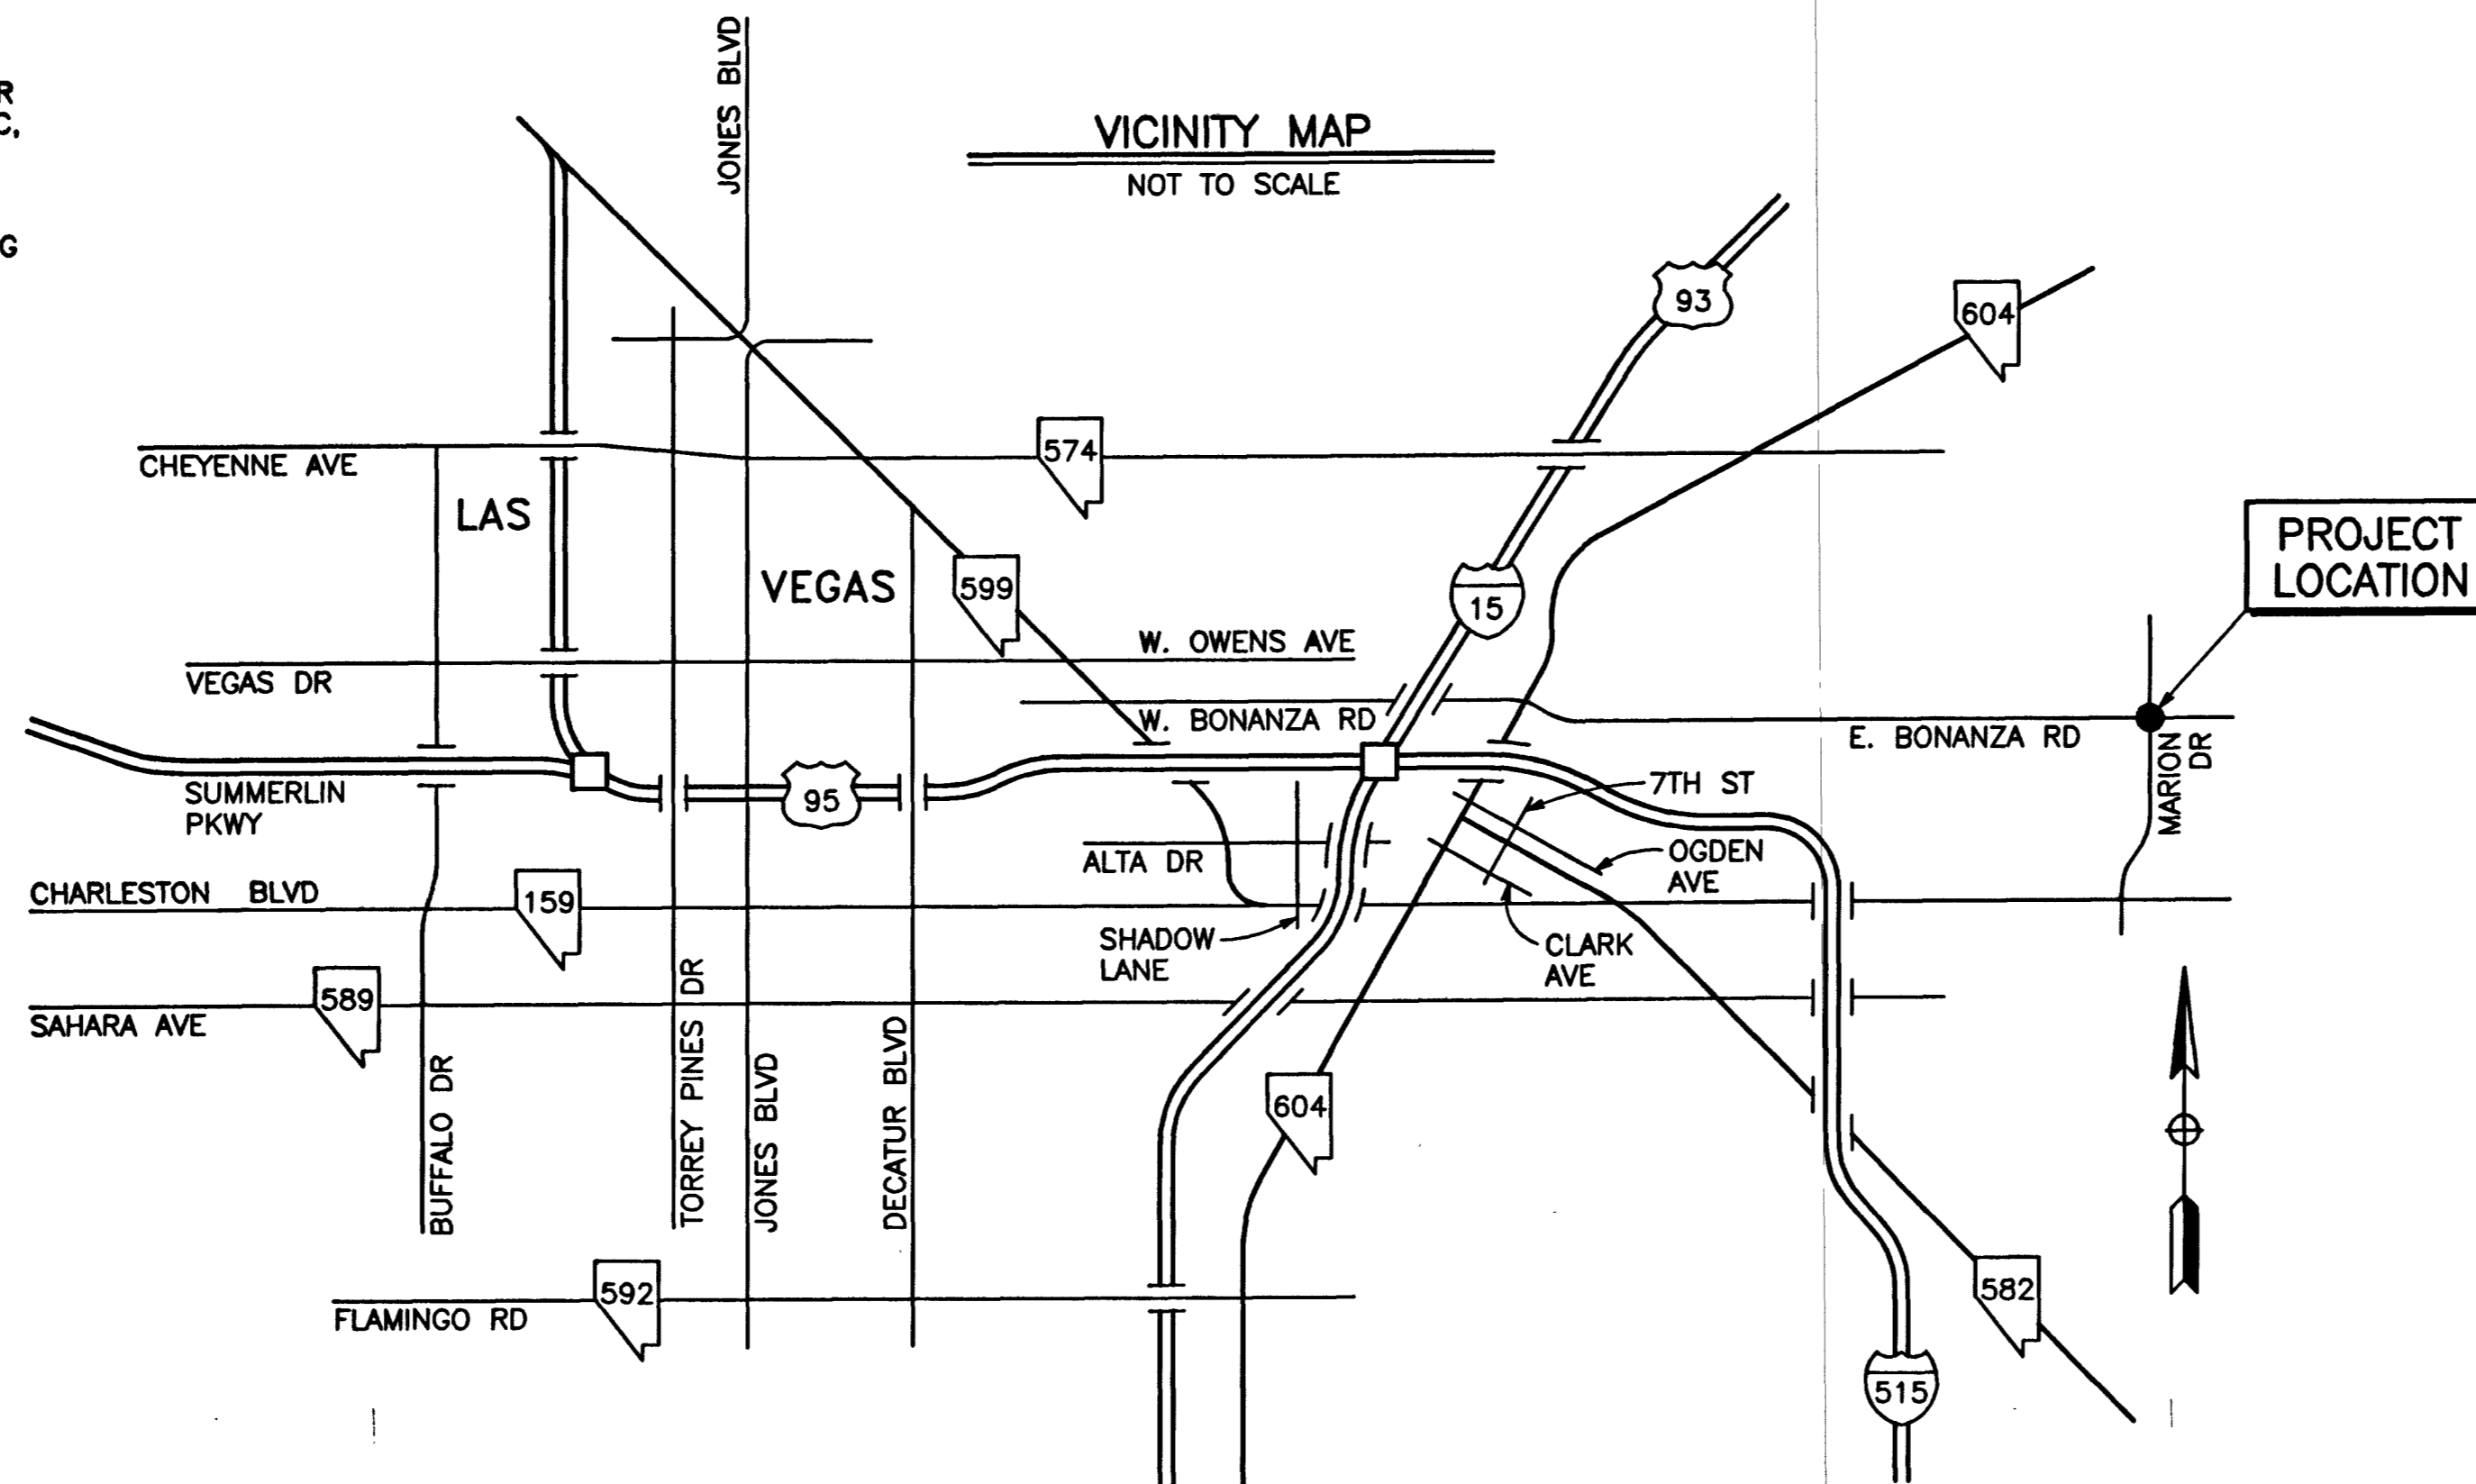 R
C.
G
JONES BLVD
VICINITY MAP
NOT TO SCALE
93
604
CHEYENNE AVE
574
LAS
VEGAS
599
15
PROJECT
LOCATION
W. OWENS AVE
VEGAS DR
W. BONANZA RD
E. BONANZA RD
MARION
DR
SUMMERLIN
PKWY
95
7TH ST
ALTA DR
OGDEN
AVE
CHARLESTON BLVD
159
SHADOW
LANE
CLARK
AVE
589
SAHARA AVE
BUFFALO DR
TORREY PINES DR
JONES BLVD
DECATUR BLVD
604
592
FLAMINGO RD
582
515